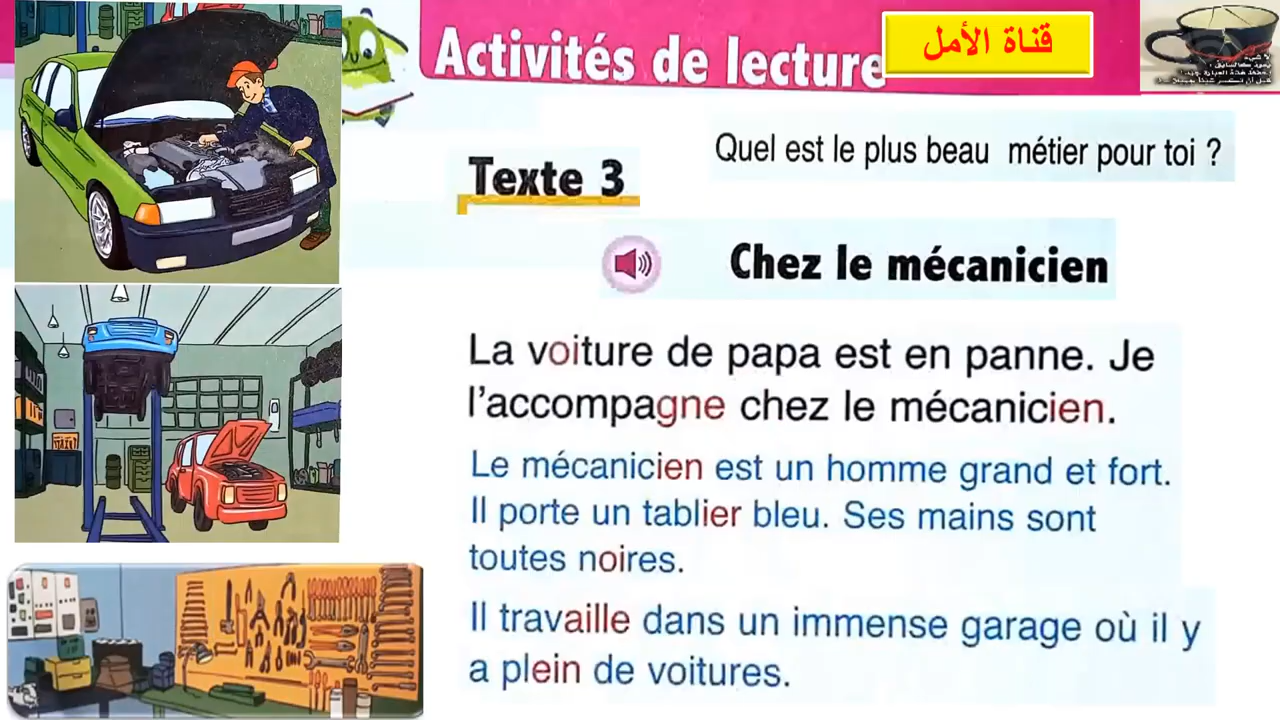 Activités de lecture
قناة الأمل
Quel est le plus beau métier pour toi ?
Texte 3
Chez le mécanicien
La voiture de papa est en panne. Je
l'accompagne chez le mécanicien.
Le mécanicien est un homme grand et fort.
Il porte un tablier bleu. Ses mains sont
toutes noires.
Il travaille dans un immense garage où il y
a plein de voitures.